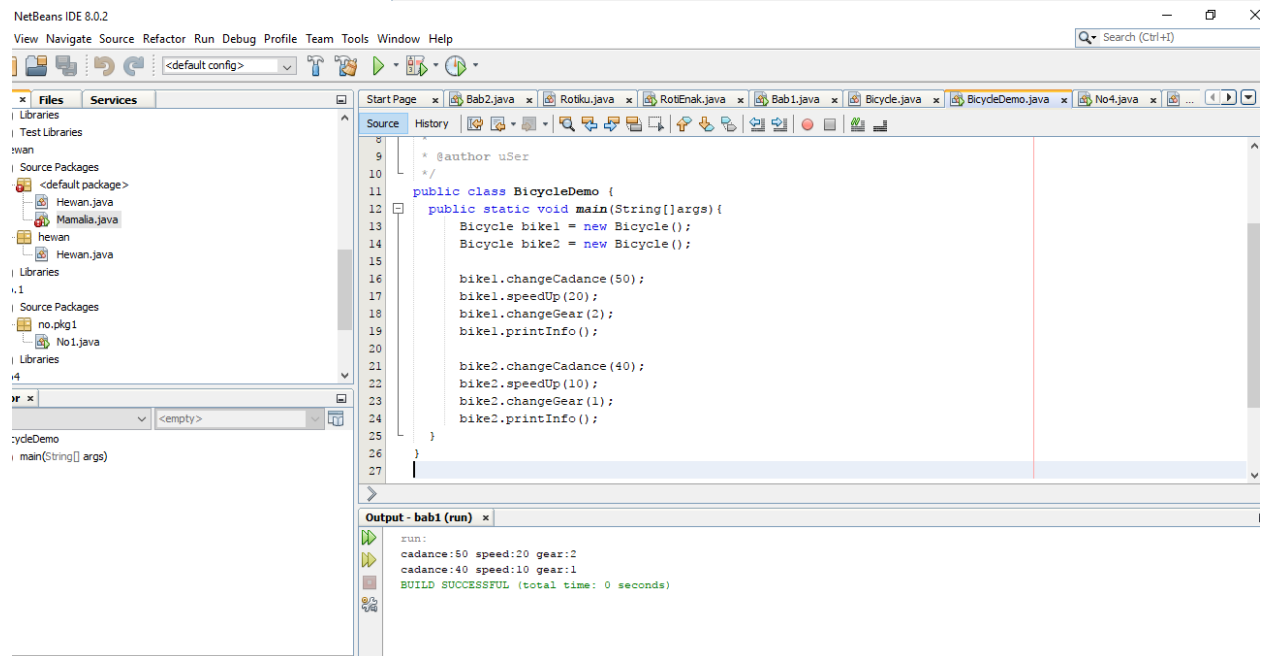 NetBeans IDE 8.0.2
View Navigate Source Refactor Run Debug Profile Team Tools Window Help
Search (Ctrl+I)
<default config>
Files Services
Libraries
Test Libraries
ewan
Source Packages
<default package>
Hewan.java
Mamalia.java
hewan
Hewan.java
Libraries
.1
Source Packages
no.pkg1
No1.java
Libraries
4
or
<empty>
cycleDemo
main(String[] args)
Start Page Bab2.java Rotiku.java RotiEnak.java Bab1.java Bicycle.java BicycleDemo.java No4.java ...
Source History
8 *
9 * @author uSer
10 */
11 public class BicycleDemo {
12 public static void main(String[]args){
13 Bicycle bike1 = new Bicycle();
14 Bicycle bike2 = new Bicycle();
15
16 bike1.changeCadance(50);
17 bike1.speedUp(20);
18 bike1.changeGear(2);
19 bike1.printInfo();
20
21 bike2.changeCadance(40);
22 bike2.speedUp(10);
23 bike2.changeGear(1);
24 bike2.printInfo();
25 }
26 }
27
Output - bab1 (run)
run:
cadance:50 speed:20 gear:2
cadance:40 speed:10 gear:1
BUILD SUCCESSFUL (total time: 0 seconds)